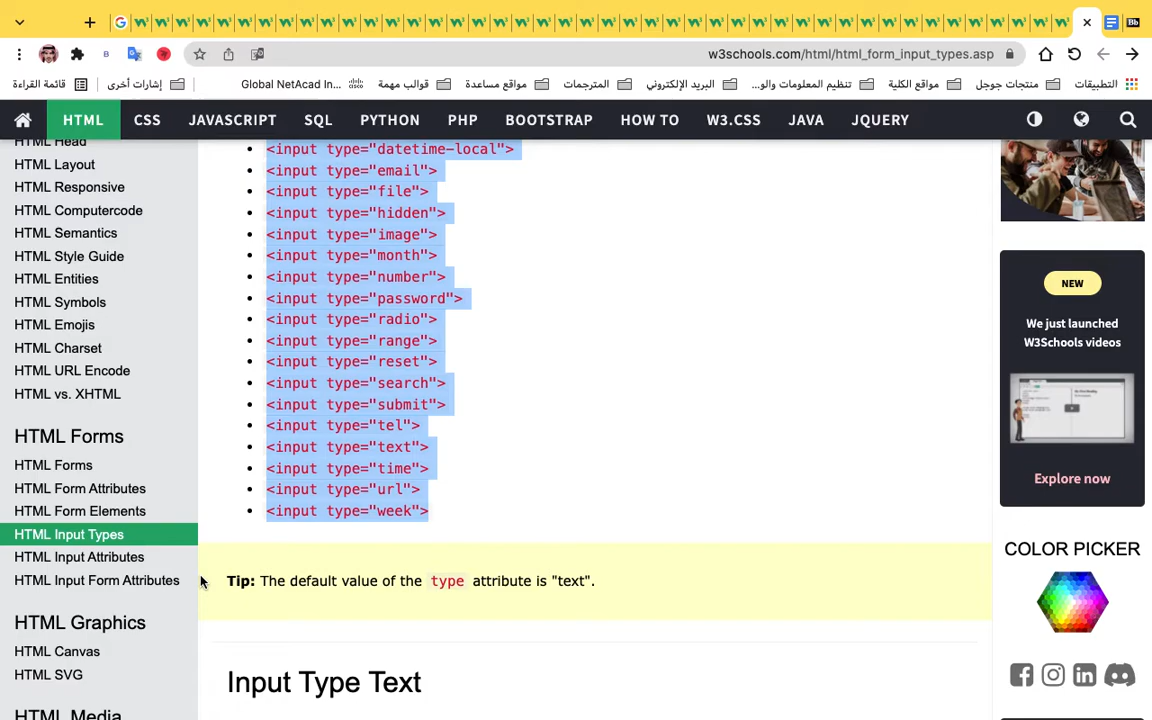 w3schools.com/html/html_form_input_types.asp
التطبيقات
منتجات جوجل
مواقع الكلية
تنظيم المعلومات والو...
البريد الإلكتروني
المترجمات
مواقع مساعدة
قوالب مهمة
Global NetAcad In...
إشارات أخرى
قائمة القراءة
HTML CSS JAVASCRIPT SQL PYTHON PHP BOOTSTRAP HOW TO W3.CSS JAVA JQUERY
HTML Head
HTML Layout
HTML Responsive
HTML Computercode
HTML Semantics
HTML Style Guide
HTML Entities
HTML Symbols
HTML Emojis
HTML Charset
HTML URL Encode
HTML vs. XHTML
HTML Forms
HTML Forms
HTML Form Attributes
HTML Form Elements
HTML Input Types
HTML Input Attributes
HTML Input Form Attributes
HTML Graphics
HTML Canvas
HTML SVG
HTML Media
<input type="datetime-local">
<input type="email">
<input type="file">
<input type="hidden">
<input type="image">
<input type="month">
<input type="number">
<input type="password">
<input type="radio">
<input type="range">
<input type="reset">
<input type="search">
<input type="submit">
<input type="tel">
<input type="text">
<input type="time">
<input type="url">
<input type="week">
Tip: The default value of the type attribute is "text".
Input Type Text
NEW
We just launched
W3Schools videos
Explore now
COLOR PICKER